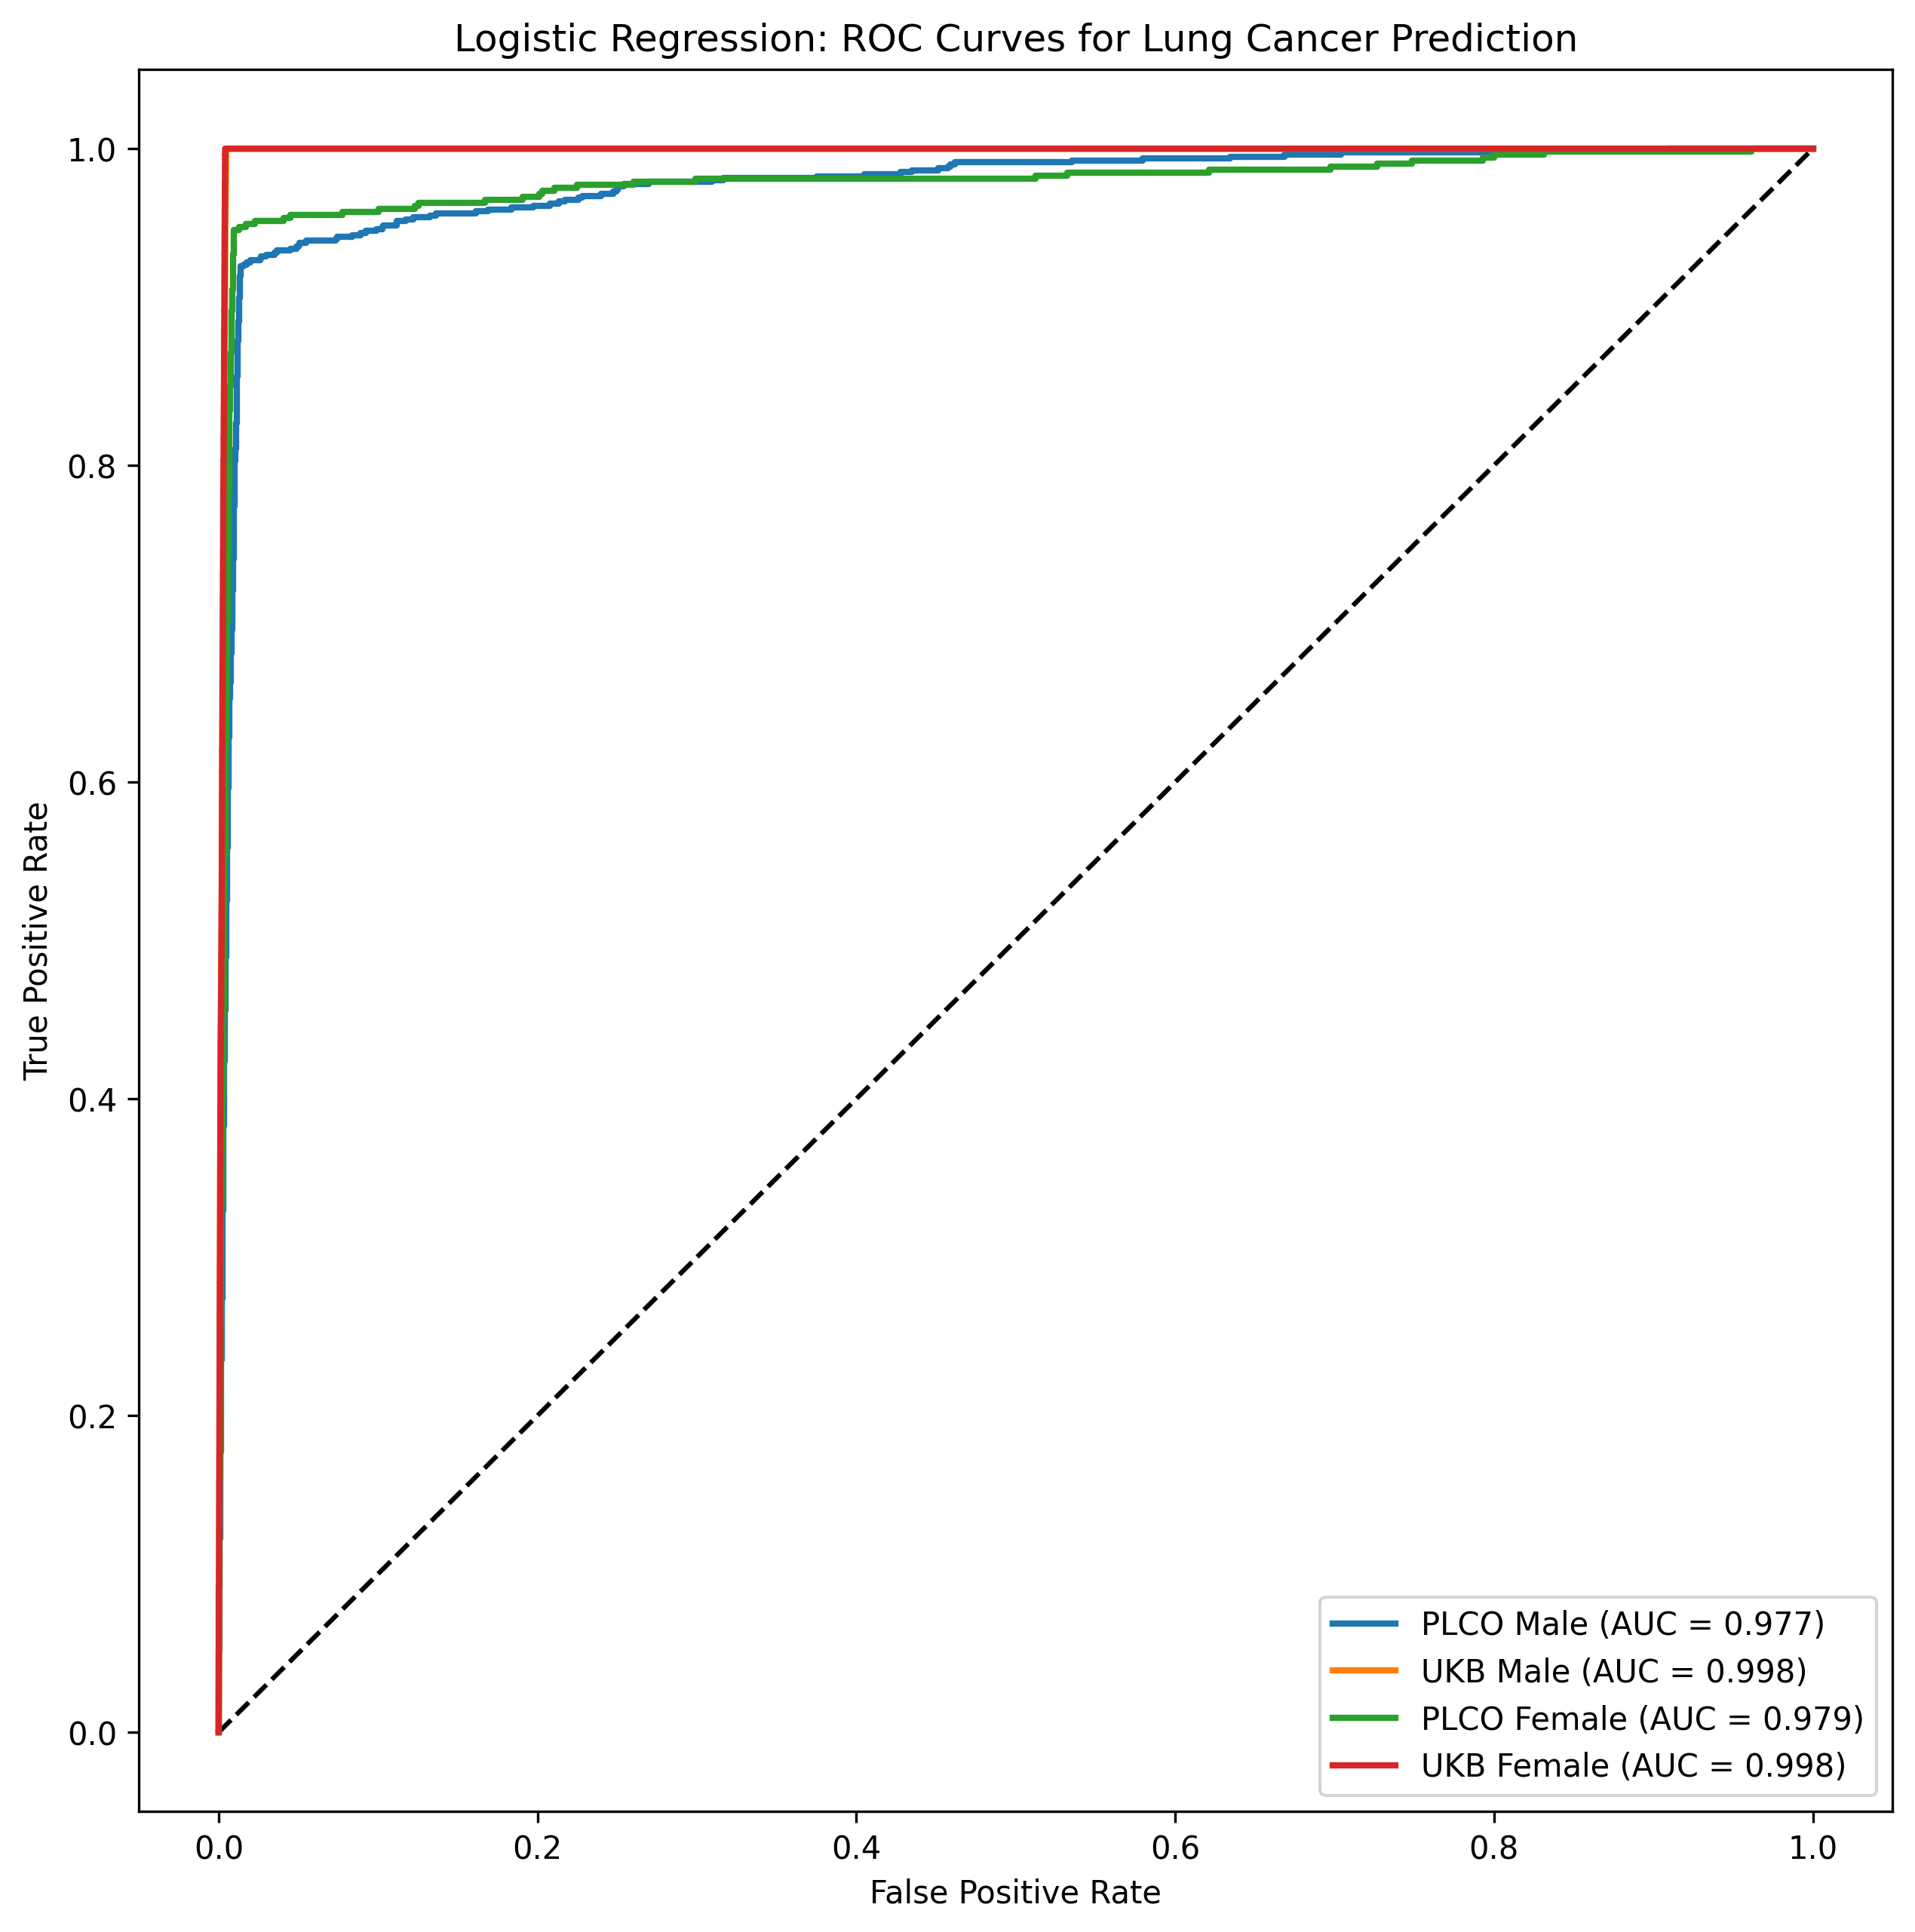 Logistic Regression: ROC Curves for Lung Cancer Prediction
True Positive Rate
1.0
0.8
0.6
0.4
0.2
0.0
0.0 0.2 0.4 0.6 0.8 1.0
False Positive Rate
PLCO Male (AUC = 0.977)
UKB Male (AUC = 0.998)
PLCO Female (AUC = 0.979)
UKB Female (AUC = 0.998)